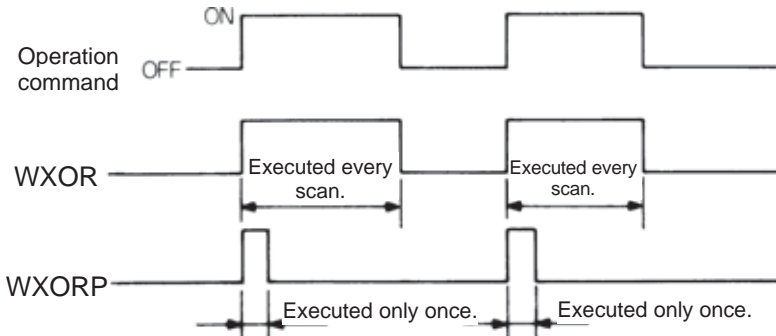 ON
Operation
command
OFF
WXOR
Executed every
scan.
Executed every
scan.
WXORP
Executed only once.
Executed only once.